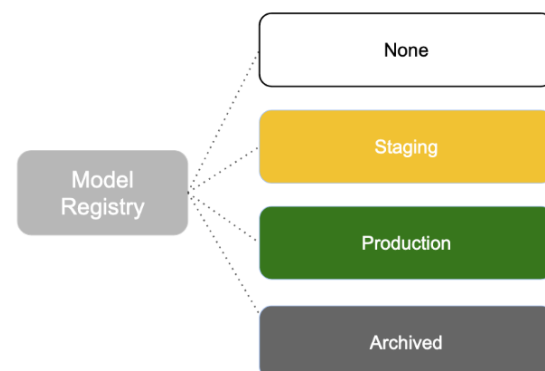 None
Staging
Model
Registry
Production
Archived